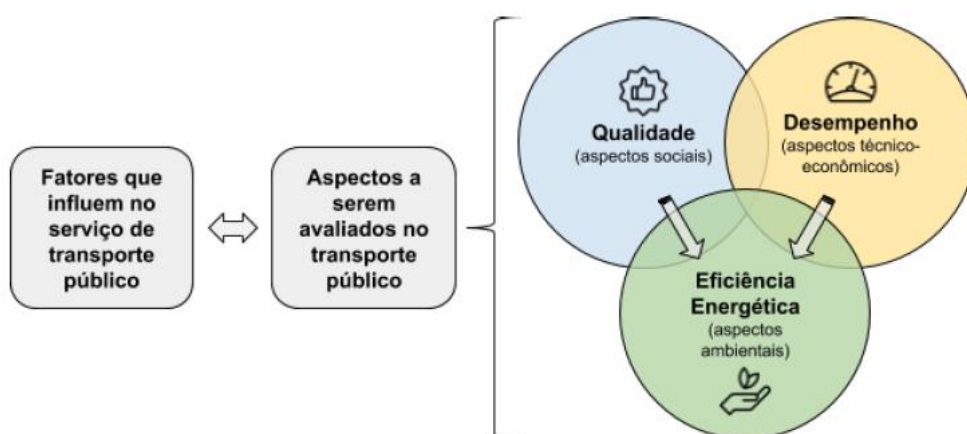 Fatores que
influem no
serviço de
transporte
público
Aspectos a
serem
avaliados no
transporte
público
Qualidade
(aspectos sociais)
Desempenho
(aspectos técnico-
econômicos)
Eficiência
Energética
(aspectos
ambientais)